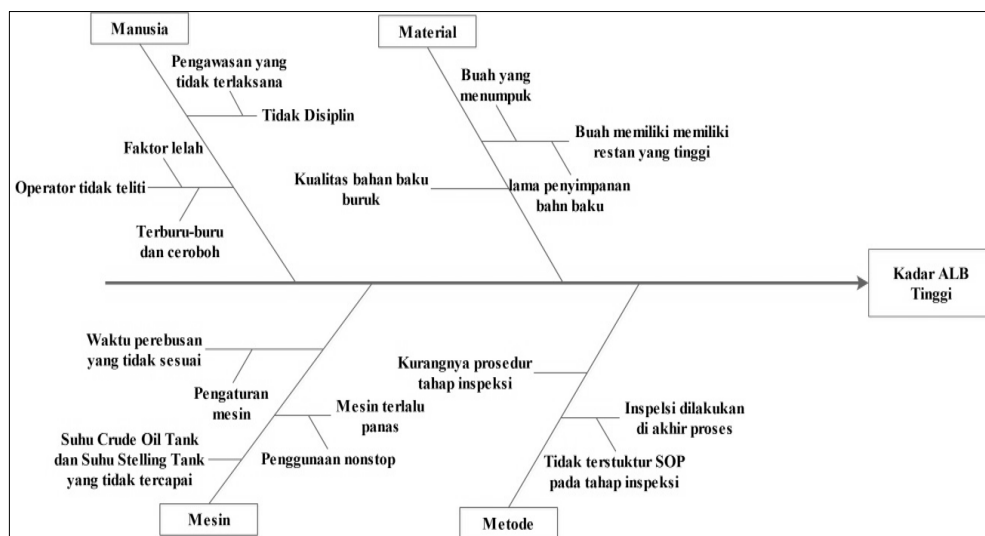 Manusia
Material
Pengawasan yang
tidak terlaksana
Tidak Disiplin
Faktor lelah
Operator tidak teliti
Terburu-buru
dan ceroboh
Buah yang
menumpuk
Buah memiliki memiliki
restan yang tinggi
Kualitas bahan baku
buruk
lama penyimpanan
bahn baku
Kadar ALB
Tinggi
Waktu perebusan
yang tidak sesuai
Pengaturan
mesin
Mesin terlalu
panas
Penggunaan nonstop
Suhu Crude Oil Tank
dan Suhu Stelling Tank
yang tidak tercapai
Kurangnya prosedur
tahap inspeksi
Inspelsi dilakukan
di akhir proses
Tidak terstuktur SOP
pada tahap inspeksi
Mesin
Metode